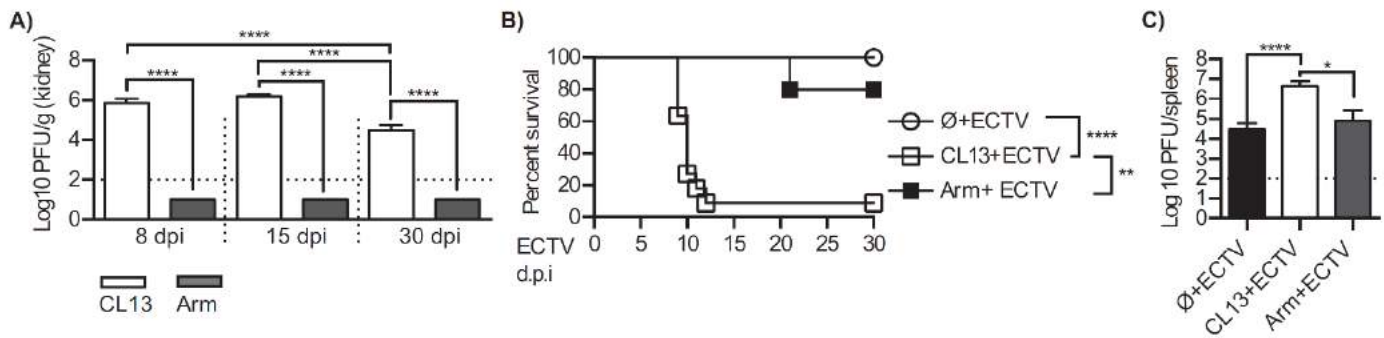 A)
Log10 PFU/g (kidney)
8
6
4
2
0
****
****
****
****
****
8 dpi
15 dpi
30 dpi
CL13
Arm
B)
Percent survival
100
80
60
40
20
0
0
5
10
15
20
25
30
ECTV
d.p.i
Ø+ECTV
CL13+ECTV
Arm+ ECTV
****
**
C)
Log 10 PFU/spleen
8
7
6
5
4
3
2
1
0
****
*
Ø+ECTV
CL13+ECTV
Arm+ECTV